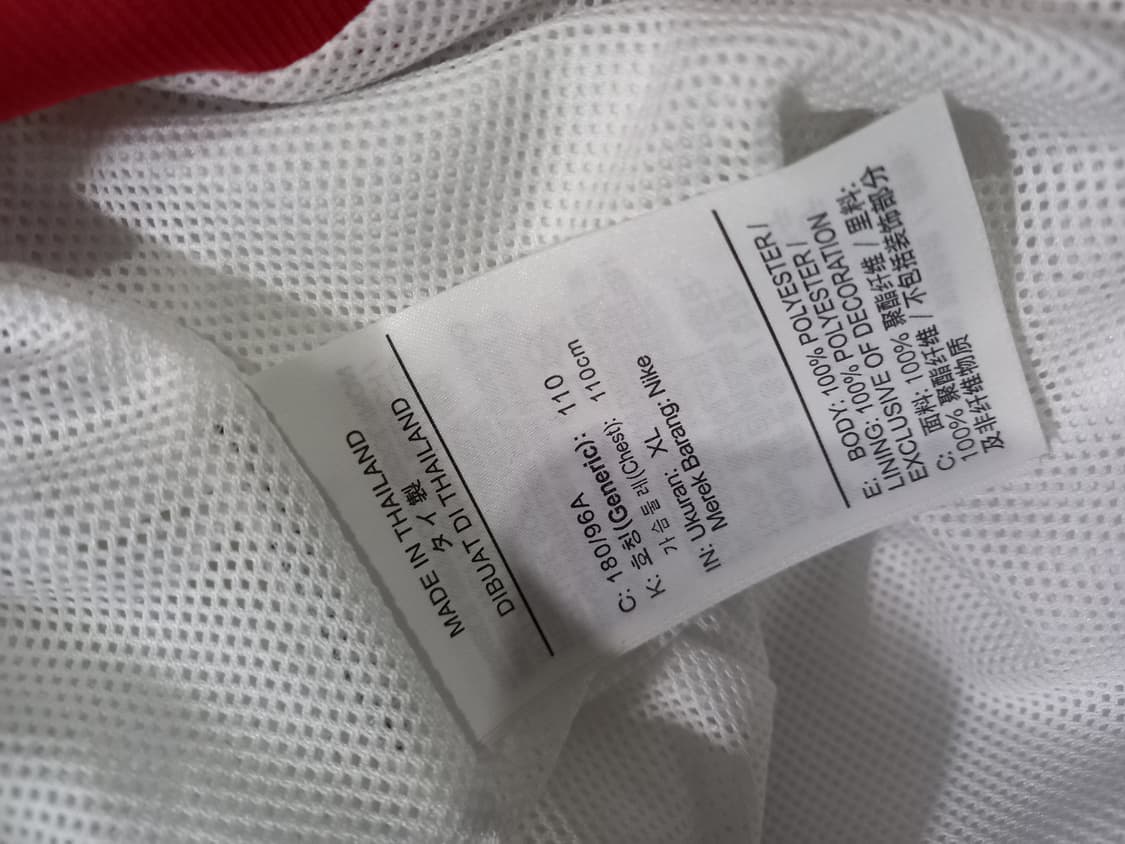 MADE IN THAILAND
タイ製
DIBUAT DI THAILAND
C: 180/96A
K: 호칭(Generic): 110
가슴둘레(Chest): 110cm
IN: Ukuran: XL
Merek Barang: Nike
E: BODY: 100% POLYESTER/
LINING: 100% POLYESTER/
EXCLUSIVE OF DECORATION
C: 面料: 100% 聚酯纤维 / 里料:
100% 聚酯纤维 / 不包括装饰部分
及非纤维物质